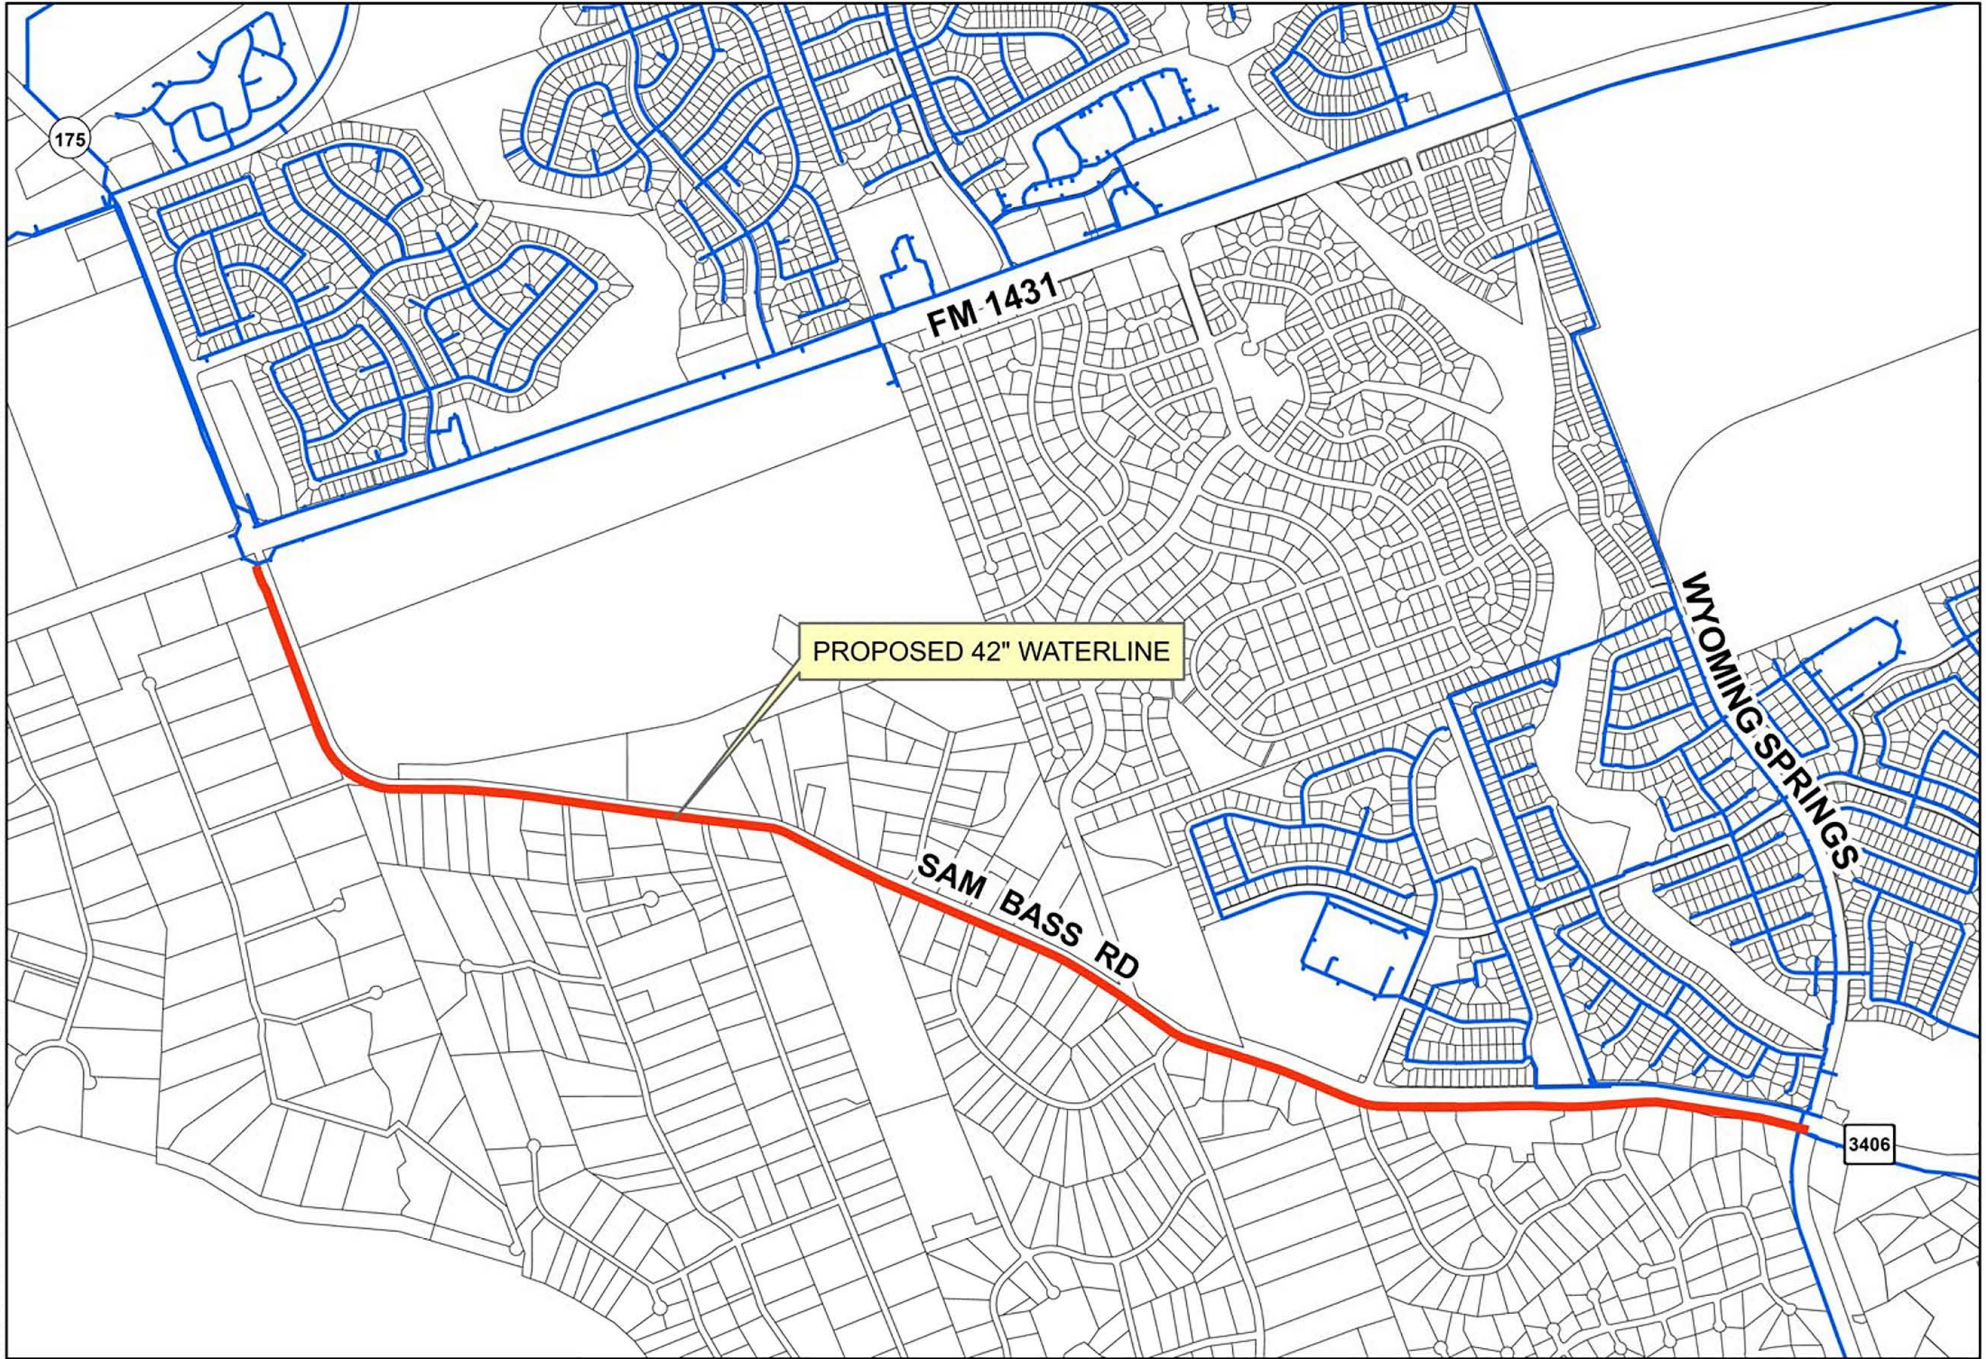 175
FM 1431
PROPOSED 42" WATERLINE
WYOMING SPRINGS
SAM BASS RD
3406